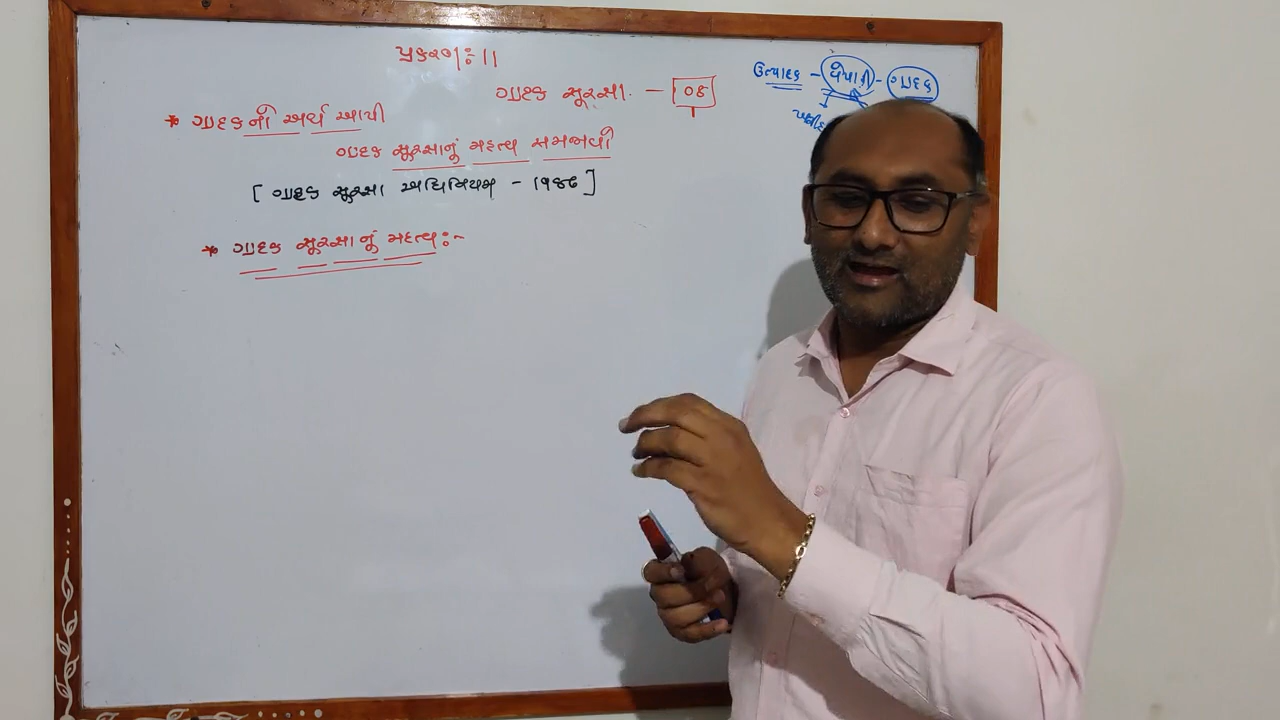 પ્રકરણ : 11
ગ્રાહક સુરક્ષા. - 08
ઉત્પાદક - વેપારી - ગ્રાહક
* ગ્રાહકનો અર્થ આપી
ગ્રાહક સુરક્ષાનું મહત્વ સમજાવો
[ ગ્રાહક સુરક્ષા અધિનિયમ - ૧૯૪૮ ]
* ગ્રાહક સુરક્ષાનું મહત્વ :-